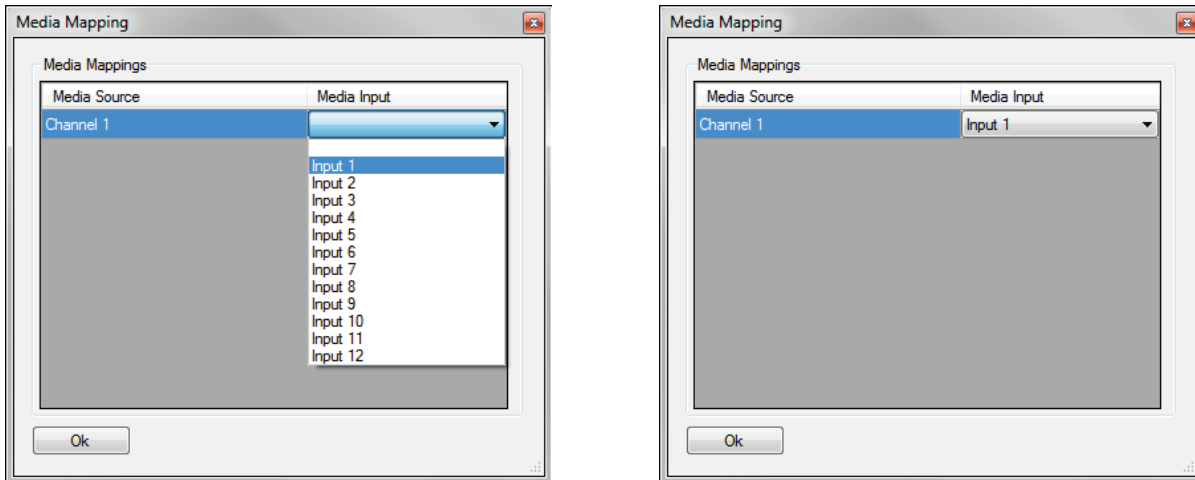 Media Mapping
Media Mappings
Media Source Media Input
Channel 1
Input 1
Input 2
Input 3
Input 4
Input 5
Input 6
Input 7
Input 8
Input 9
Input 10
Input 11
Input 12
Ok
Media Mapping
Media Mappings
Media Source Media Input
Channel 1 Input 1
Ok